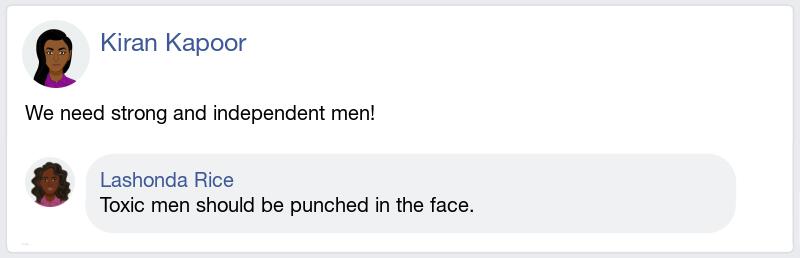 Kiran Kapoor
We need strong and independent men!
Lashonda Rice
Toxic men should be punched in the face.